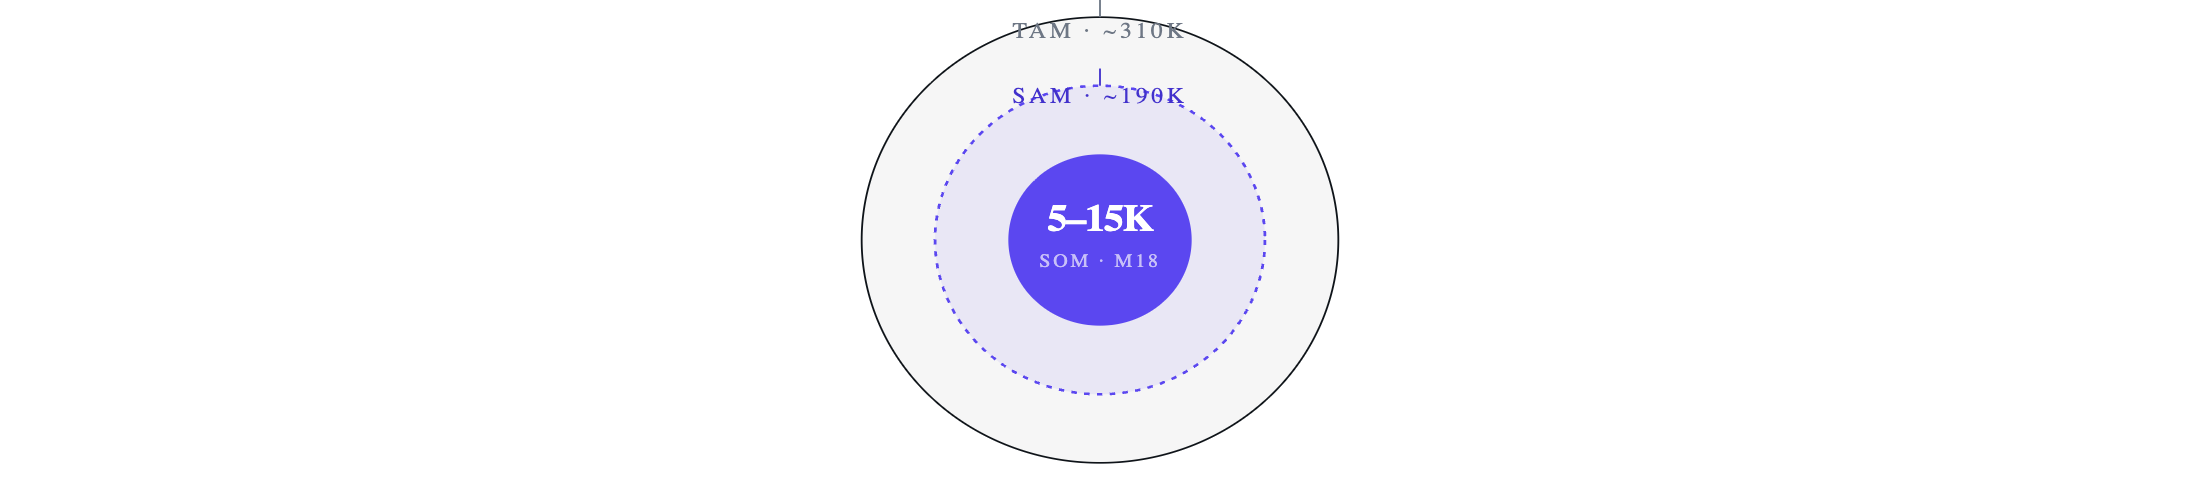 TAM · ~310K
SAM · ~190K
5–15K
SOM · M18